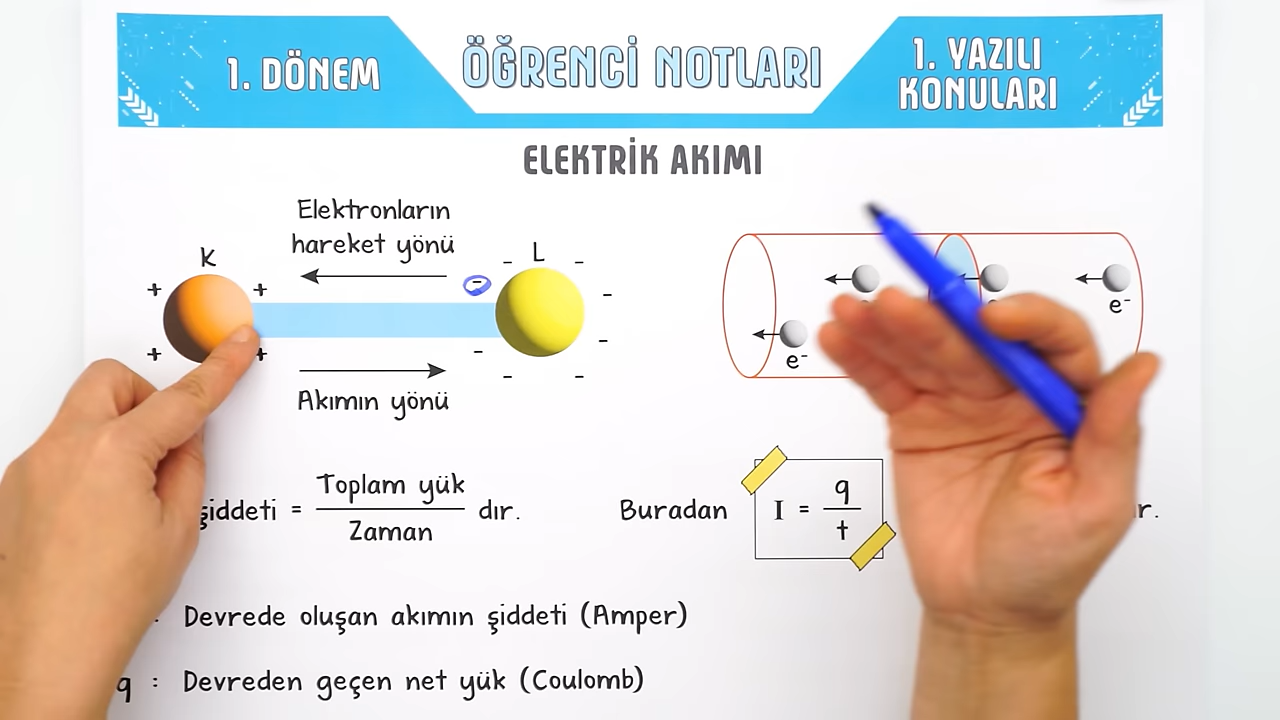 1. DÖNEM
ÖĞRENCİ NOTLARI
1. YAZILI
KONULARI
ELEKTRİK AKIMI
Elektronların
hareket yönü
K
L
+ +
+ +
- - - - - - - -
Akımın yönü
e⁻
e⁻
şiddeti = Toplam yük
Zaman
dır.
Buradan
I = q
t
: Devrede oluşan akımın şiddeti (Amper)
q : Devreden geçen net yük (Coulomb)